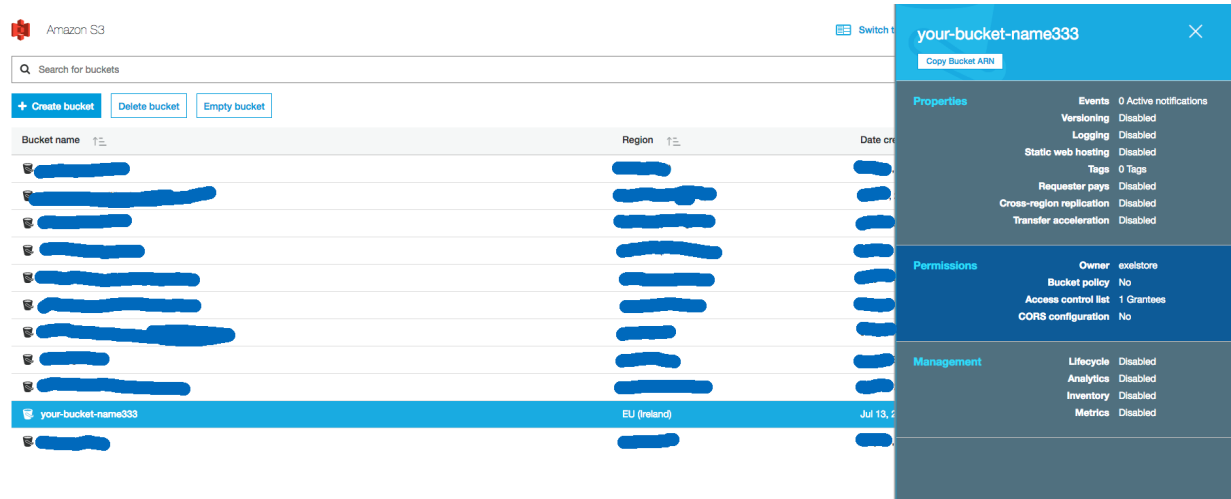 Amazon S3
Switch t
Search for buckets
+ Create bucket
Delete bucket
Empty bucket
Bucket name
Region
Date cre
your-bucket-name333
EU (Ireland)
Jul 13, 2
your-bucket-name333
Copy Bucket ARN
Properties
Events 0 Active notifications
Versioning Disabled
Logging Disabled
Static web hosting Disabled
Tags 0 Tags
Requester pays Disabled
Cross-region replication Disabled
Transfer acceleration Disabled
Permissions
Owner exelstore
Bucket policy No
Access control list 1 Grantees
CORS configuration No
Management
Lifecycle Disabled
Analytics Disabled
Inventory Disabled
Metrics Disabled